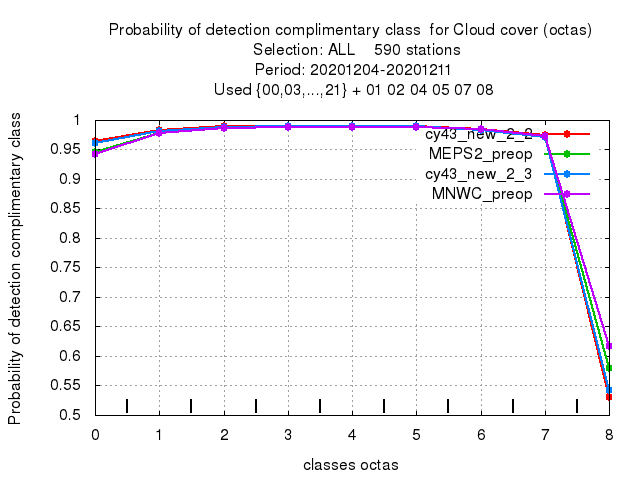 Probability of detection complimentary class  for Cloud cover (octas)
Selection: ALL    590 stations
Period: 20201204-20201211
Used {00,03,...,21} + 01 02 04 05 07 08
Probability of detection complimentary class
1
0.95
0.9
0.85
0.8
0.75
0.7
0.65
0.6
0.55
0.5
cy43_new_2_2
MEPS2_preop
cy43_new_2_3
MNWC_preop
0 1 2 3 4 5 6 7 8
classes octas